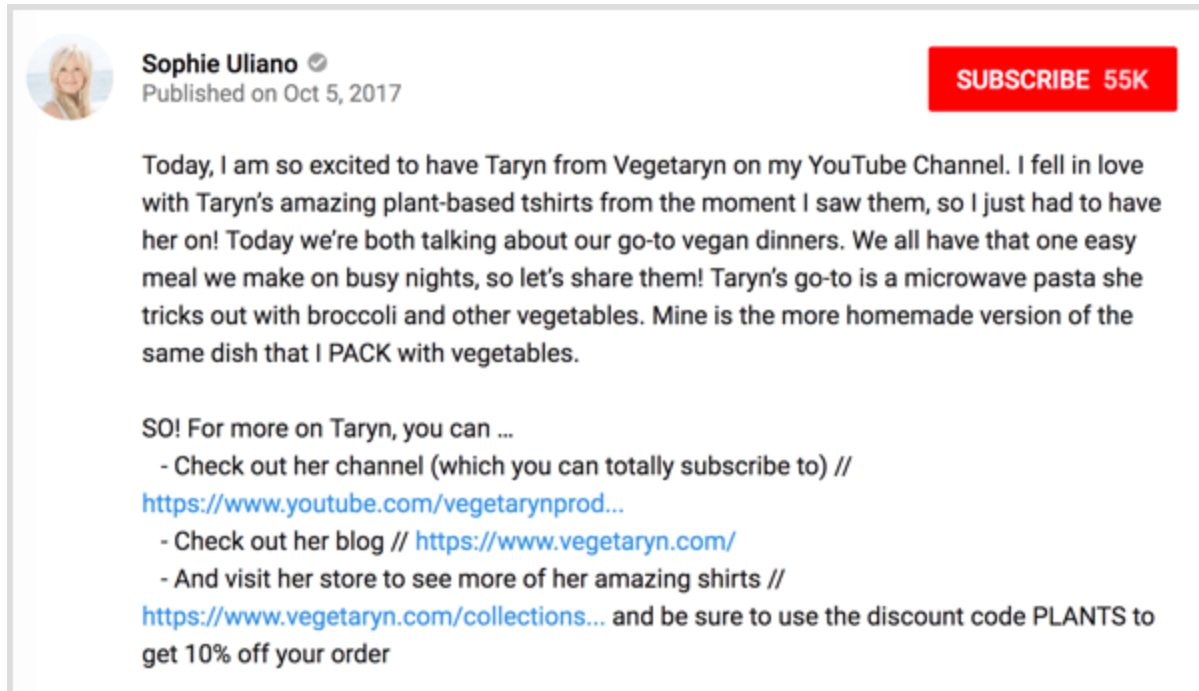 Sophie Uliano
Published on Oct 5, 2017
SUBSCRIBE 55K
Today, I am so excited to have Taryn from Vegetaryn on my YouTube Channel. I fell in love
with Taryn’s amazing plant-based tshirts from the moment I saw them, so I just had to have
her on! Today we’re both talking about our go-to vegan dinners. We all have that one easy
meal we make on busy nights, so let’s share them! Taryn’s go-to is a microwave pasta she
tricks out with broccoli and other vegetables. Mine is the more homemade version of the
same dish that I PACK with vegetables.
SO! For more on Taryn, you can ...
- Check out her channel (which you can totally subscribe to) //
https://www.youtube.com/vegetarynprod...
- Check out her blog // https://www.vegetaryn.com/
- And visit her store to see more of her amazing shirts //
https://www.vegetaryn.com/collections... and be sure to use the discount code PLANTS to
get 10% off your order